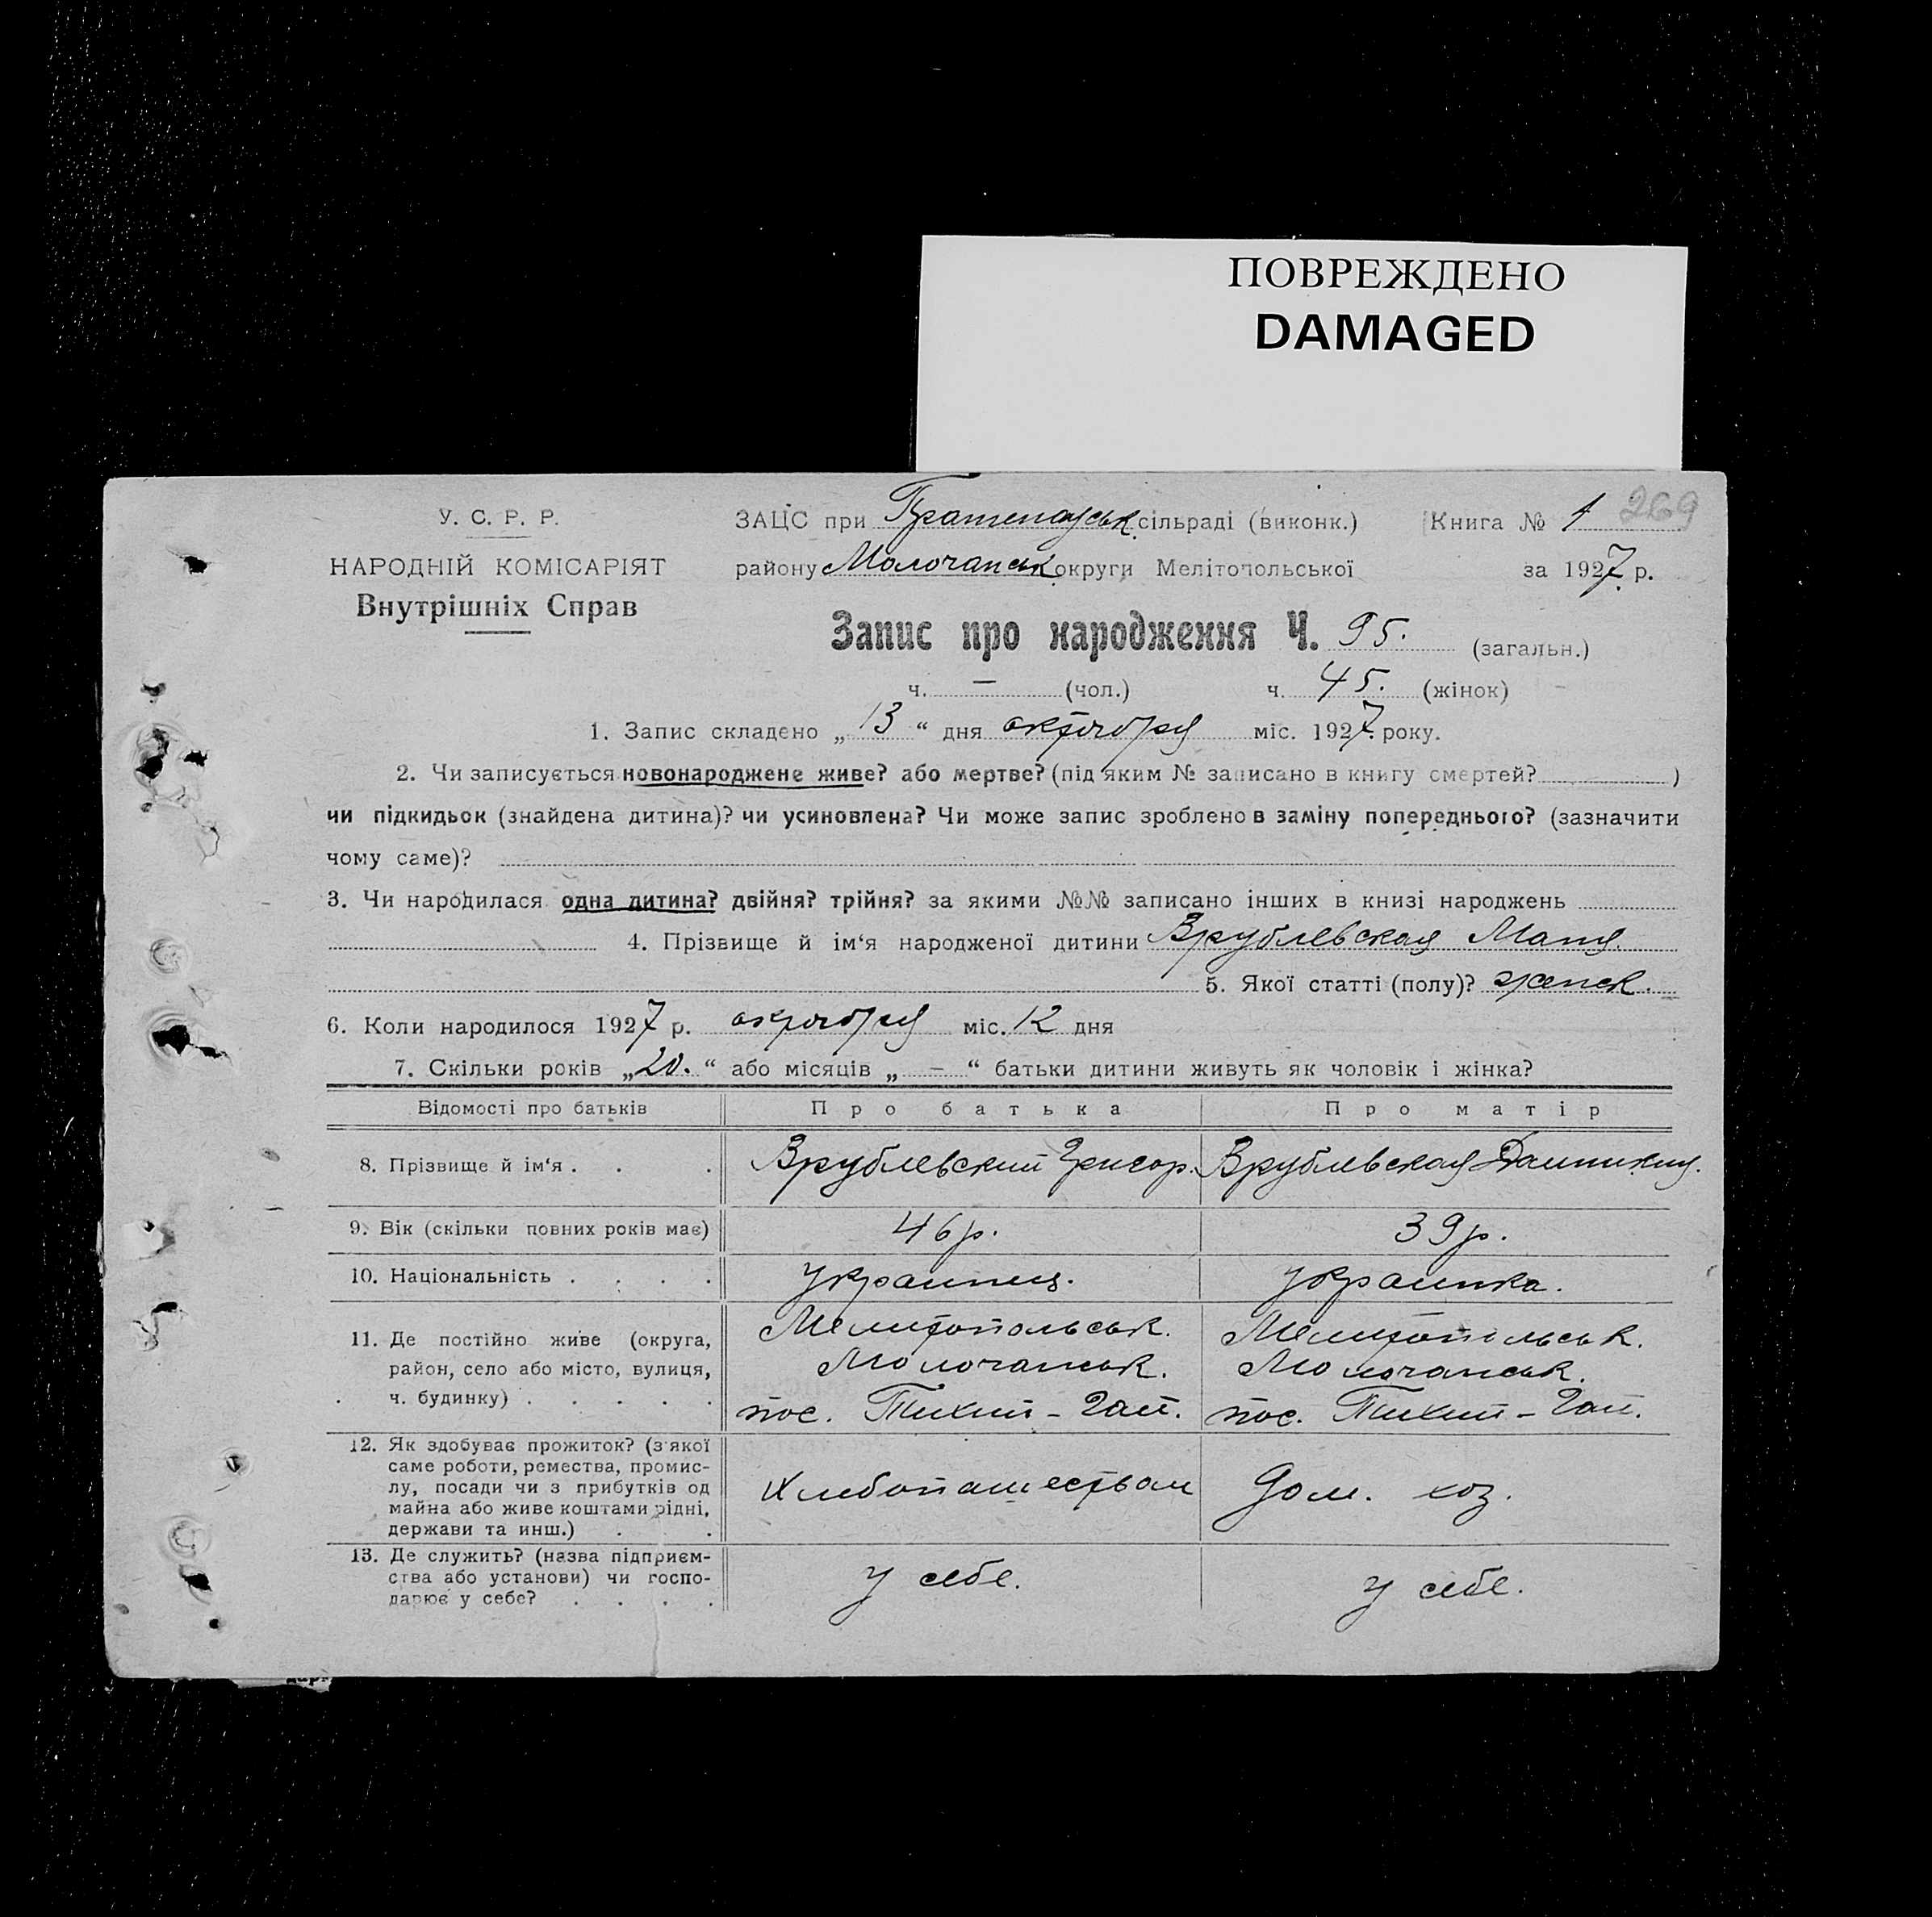 ПОВРЕЖДЕНО
DAMAGED
У. С. Р. Р.
НАРОДНІЙ КОМІСАРІЯТ
Внутрішніх Справ
ЗАЦС при сільраді (виконк.) Книга № 1 269
району Молочанськ округи Мелітопольської за 1927 р.
Запис про народження Ч. 95. (загальн.)
ч. — (чол.) ч. 45. (жінок)
1. Запис складено „13“ дня октября міс. 1927 року.
2. Чи записується новонароджене живе? або мертве? (під яким № записано в книгу смертей? )
чи підкидьок (знайдена дитина)? чи усиновлена? Чи може запис зроблено в заміну попереднього? (зазначити
чому саме)?
3. Чи народилася одна дитина? двійня? трійня? за якими №№ записано інших в книзі народжень
4. Прізвище й ім‘я народженої дитини Врублевская Маня
5. Якої статті (полу)? женск.
6. Коли народилося 1927 р. октября міс. 12 дня
7. Скільки років „20.“ або місяців „—“ батьки дитини живуть як чоловік і жінка?
Відомості про батьків Про батька Про матір
8. Прізвище й ім‘я . . . Врублевский Григор. Врублевская
9. Вік (скільки повних років має) 46 р. 39 р.
10. Національність . . . . Украинец. Украинка.
11. Де постійно живе (округа,
район, село або місто, вулиця,
ч. будинку) . . . . .
Мелитопольськ.
Молочанськ.
пос. Тихий-Гай.
Мелитопольськ.
Молочанськ.
пос. Тихий-Гай.
12. Як здобуває прожиток? (з якої
саме роботи, ремества, промис-
лу, посади чи з прибутків од
майна або живе коштами рідні,
держави та инш.) . .
Хлебопашеством
Дом. хоз.
13. Де служить? (назва підприєм-
ства або установи) чи госпо-
дарює у себе? . . . .
у себе.
у себе.